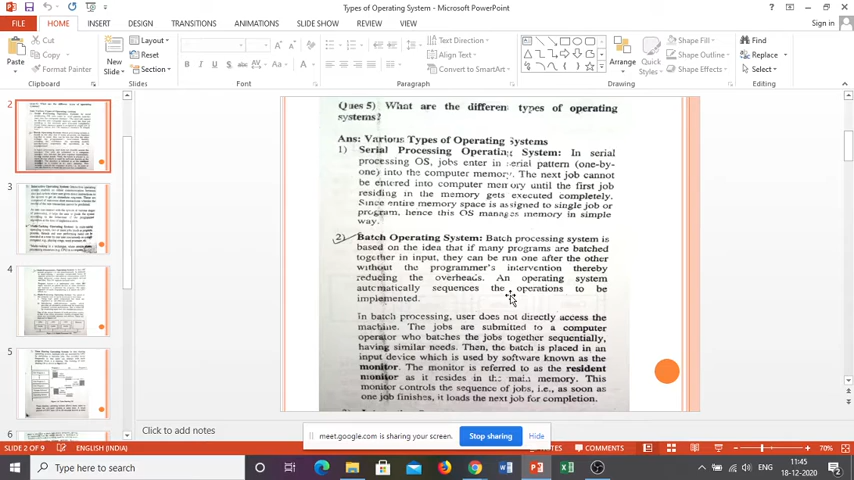 Types of Operating System - Microsoft PowerPoint
Sign in
FILE HOME INSERT DESIGN TRANSITIONS ANIMATIONS SLIDE SHOW REVIEW VIEW
Cut
Copy
Format Painter
Paste
Clipboard
New Slide
Layout
Reset
Section
Slides
Font
Text Direction
Align Text
Convert to SmartArt
Paragraph
Arrange
Quick Styles
Shape Fill
Shape Outline
Shape Effects
Drawing
Find
Replace
Select
Editing
2
3
4
5
6
Ques 5) What are the different types of operating
systems?
Ans: Various Types of Operating Systems
1) Serial Processing Operating System: In serial
processing OS, jobs enter in serial pattern (one-by-
one) into the computer memory. The next job cannot
be entered into computer memory until the first job
residing in the memory gets executed completely.
Since entire memory space is assigned to single job or
program, hence this OS manages memory in simple
way.
2) Batch Operating System: Batch processing system is
based on the idea that if many programs are batched
together in input, they can be run one after the other
without the programmer's intervention thereby
reducing the overheads. An operating system
automatically sequences the operations to be
implemented.
In batch processing, user does not directly access the
machine. The jobs are submitted to a computer
operator who batches the jobs together sequentially,
having similar needs. Then, the batch is placed in an
input device which is used by software known as the
monitor. The monitor is referred to as the resident
monitor as it resides in the main memory. This
monitor controls the sequence of jobs, i.e., as soon as
one job finishes, it loads the next job for completion.
Click to add notes
meet.google.com is sharing your screen. Stop sharing Hide
SLIDE 2 OF 9 ENGLISH (INDIA) NOTES COMMENTS 70%
Type here to search
ENG
11:45
18-12-2020
2